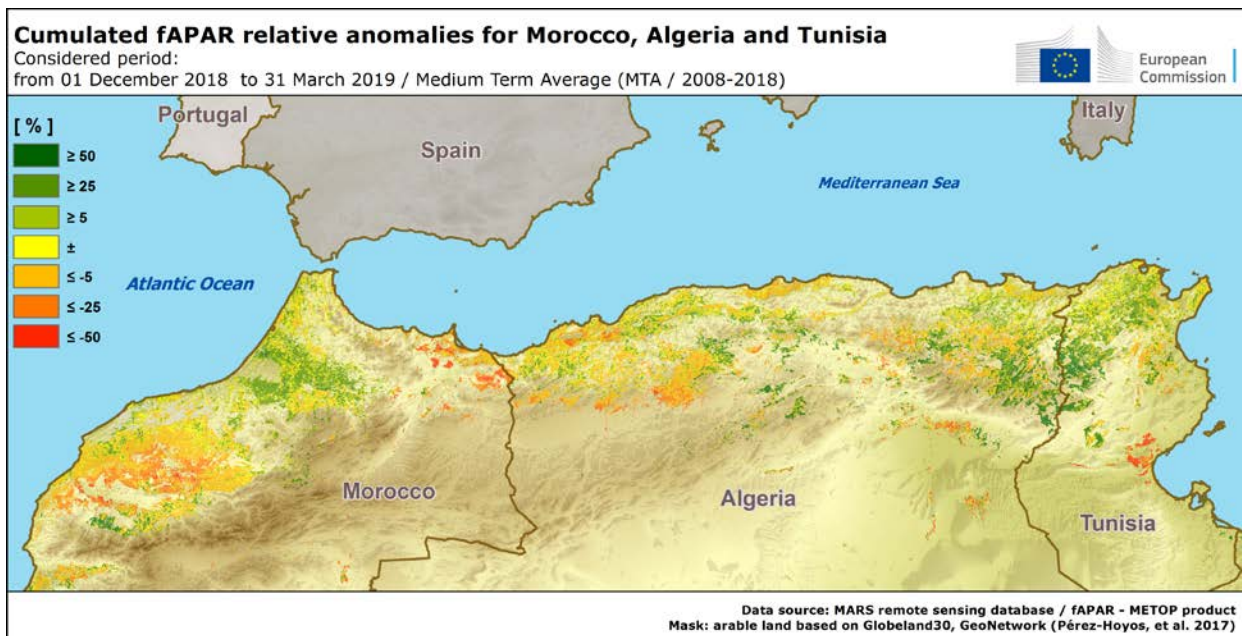 Cumulated fAPAR relative anomalies for Morocco, Algeria and Tunisia
Considered period:
from 01 December 2018 to 31 March 2019 / Medium Term Average (MTA / 2008-2018)
European
Commission
[ % ]
≥ 50
≥ 25
≥ 5
±
≤ -5
≤ -25
≤ -50
Portugal
Spain
Italy
Mediterranean Sea
Atlantic Ocean
Morocco
Algeria
Tunisia
Data source: MARS remote sensing database / fAPAR - METOP product
Mask: arable land based on Globeland30, GeoNetwork (Pérez-Hoyos, et al. 2017)